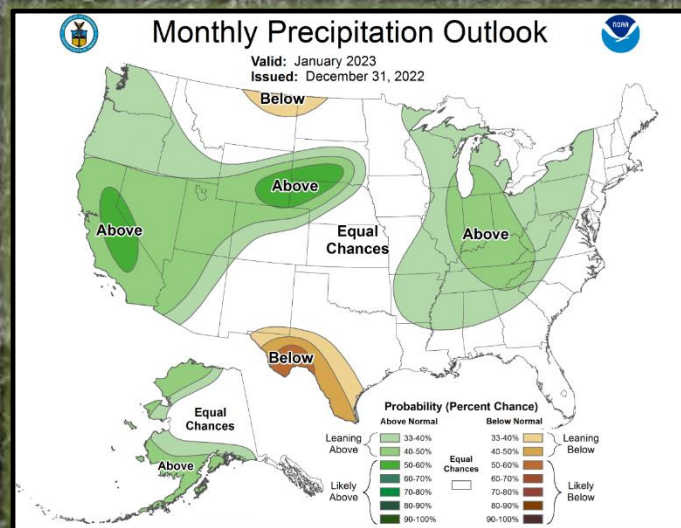 Monthly Precipitation Outlook
NOAA
Valid: January 2023
Issued: December 31, 2022
Below
Above
Above
Equal
Chances
Above
Below
Equal
Chances
Above
Probability (Percent Chance)
Above Normal
Below Normal
Leaning
Above
33-40%
40-50%
Likely
Above
50-60%
60-70%
70-80%
80-90%
90-100%
Equal
Chances
33-40%
40-50%
Leaning
Below
50-60%
60-70%
70-80%
80-90%
90-100%
Likely
Below